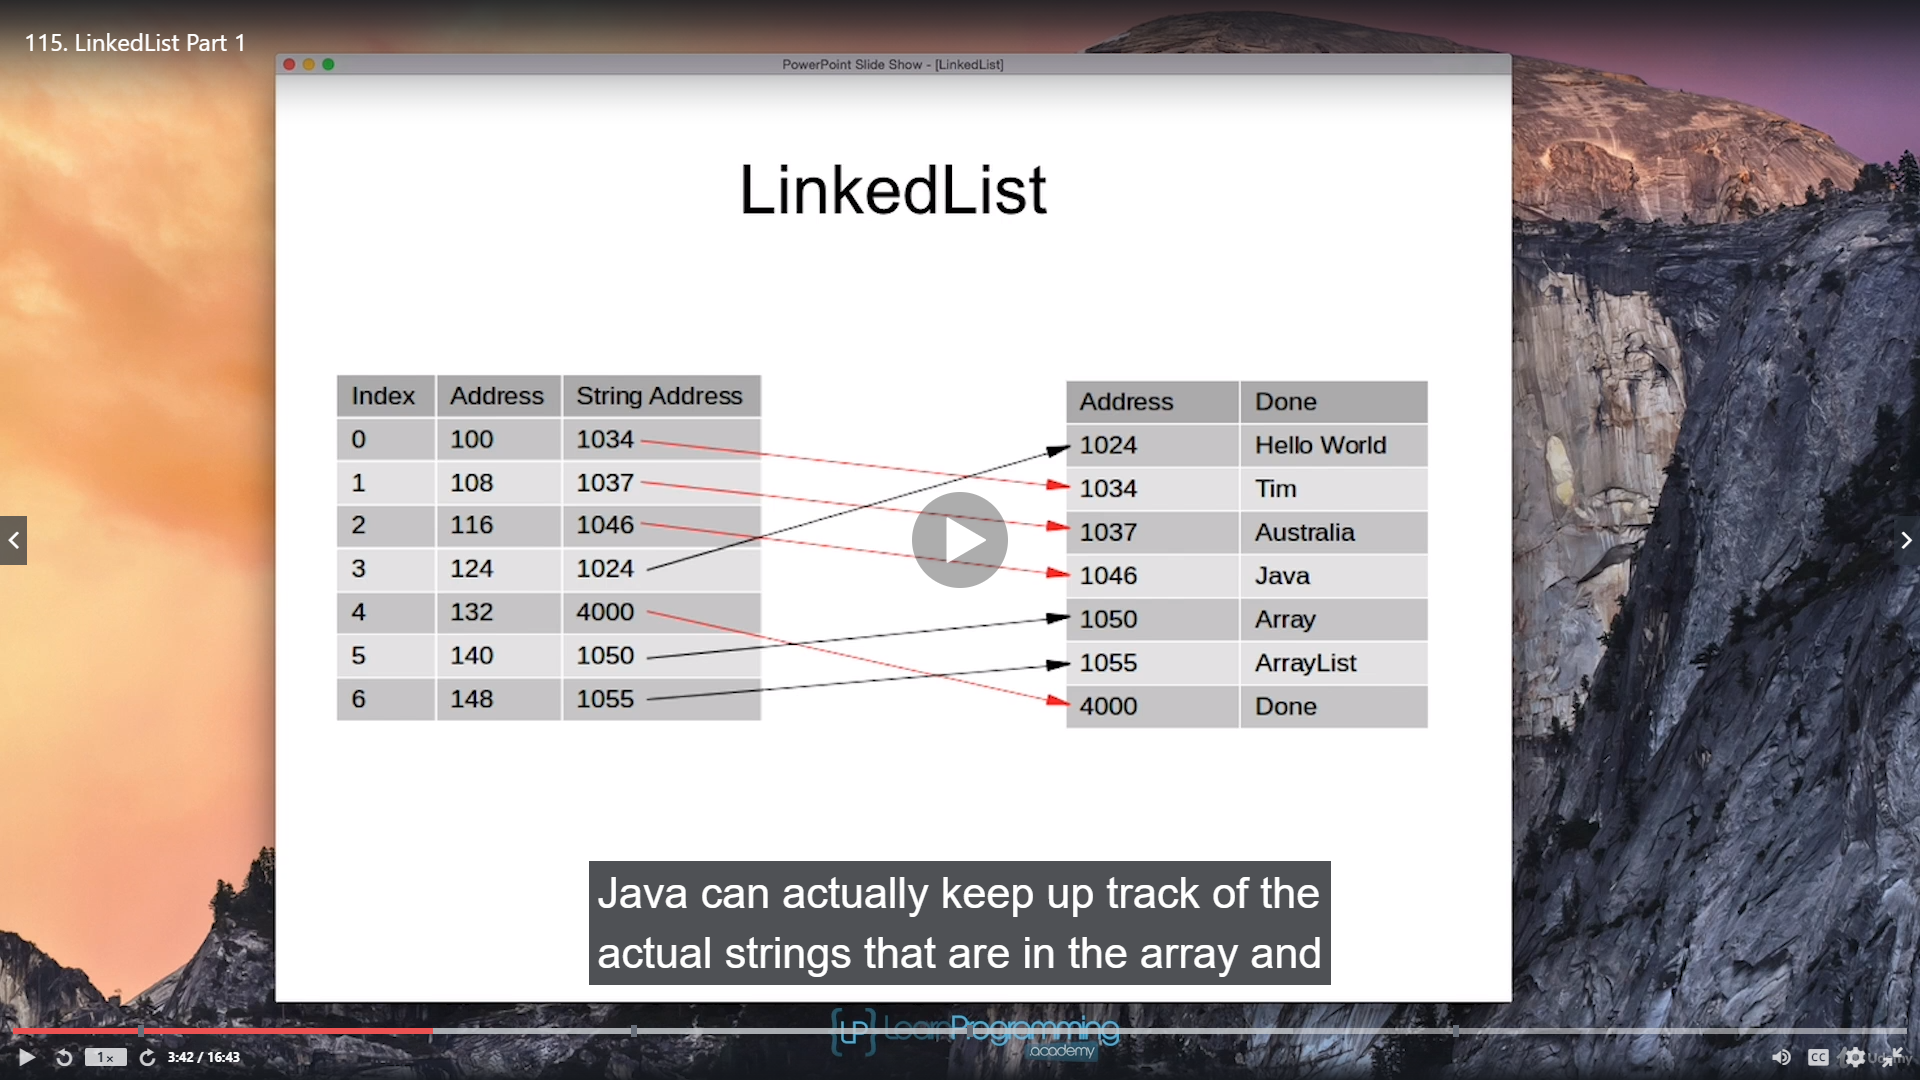 115. LinkedList Part 1
PowerPoint Slide Show - [LinkedList]
LinkedList
Index Address String Address
0 100 1034
1 108 1037
2 116 1046
3 124 1024
4 132 4000
5 140 1050
6 148 1055
Address Done
1024 Hello World
1034 Tim
1037 Australia
1046 Java
1050 Array
1055 ArrayList
4000 Done
Java can actually keep up track of the
actual strings that are in the array and
LP LearnProgramming
academy
1x 3:42 / 16:43
CC